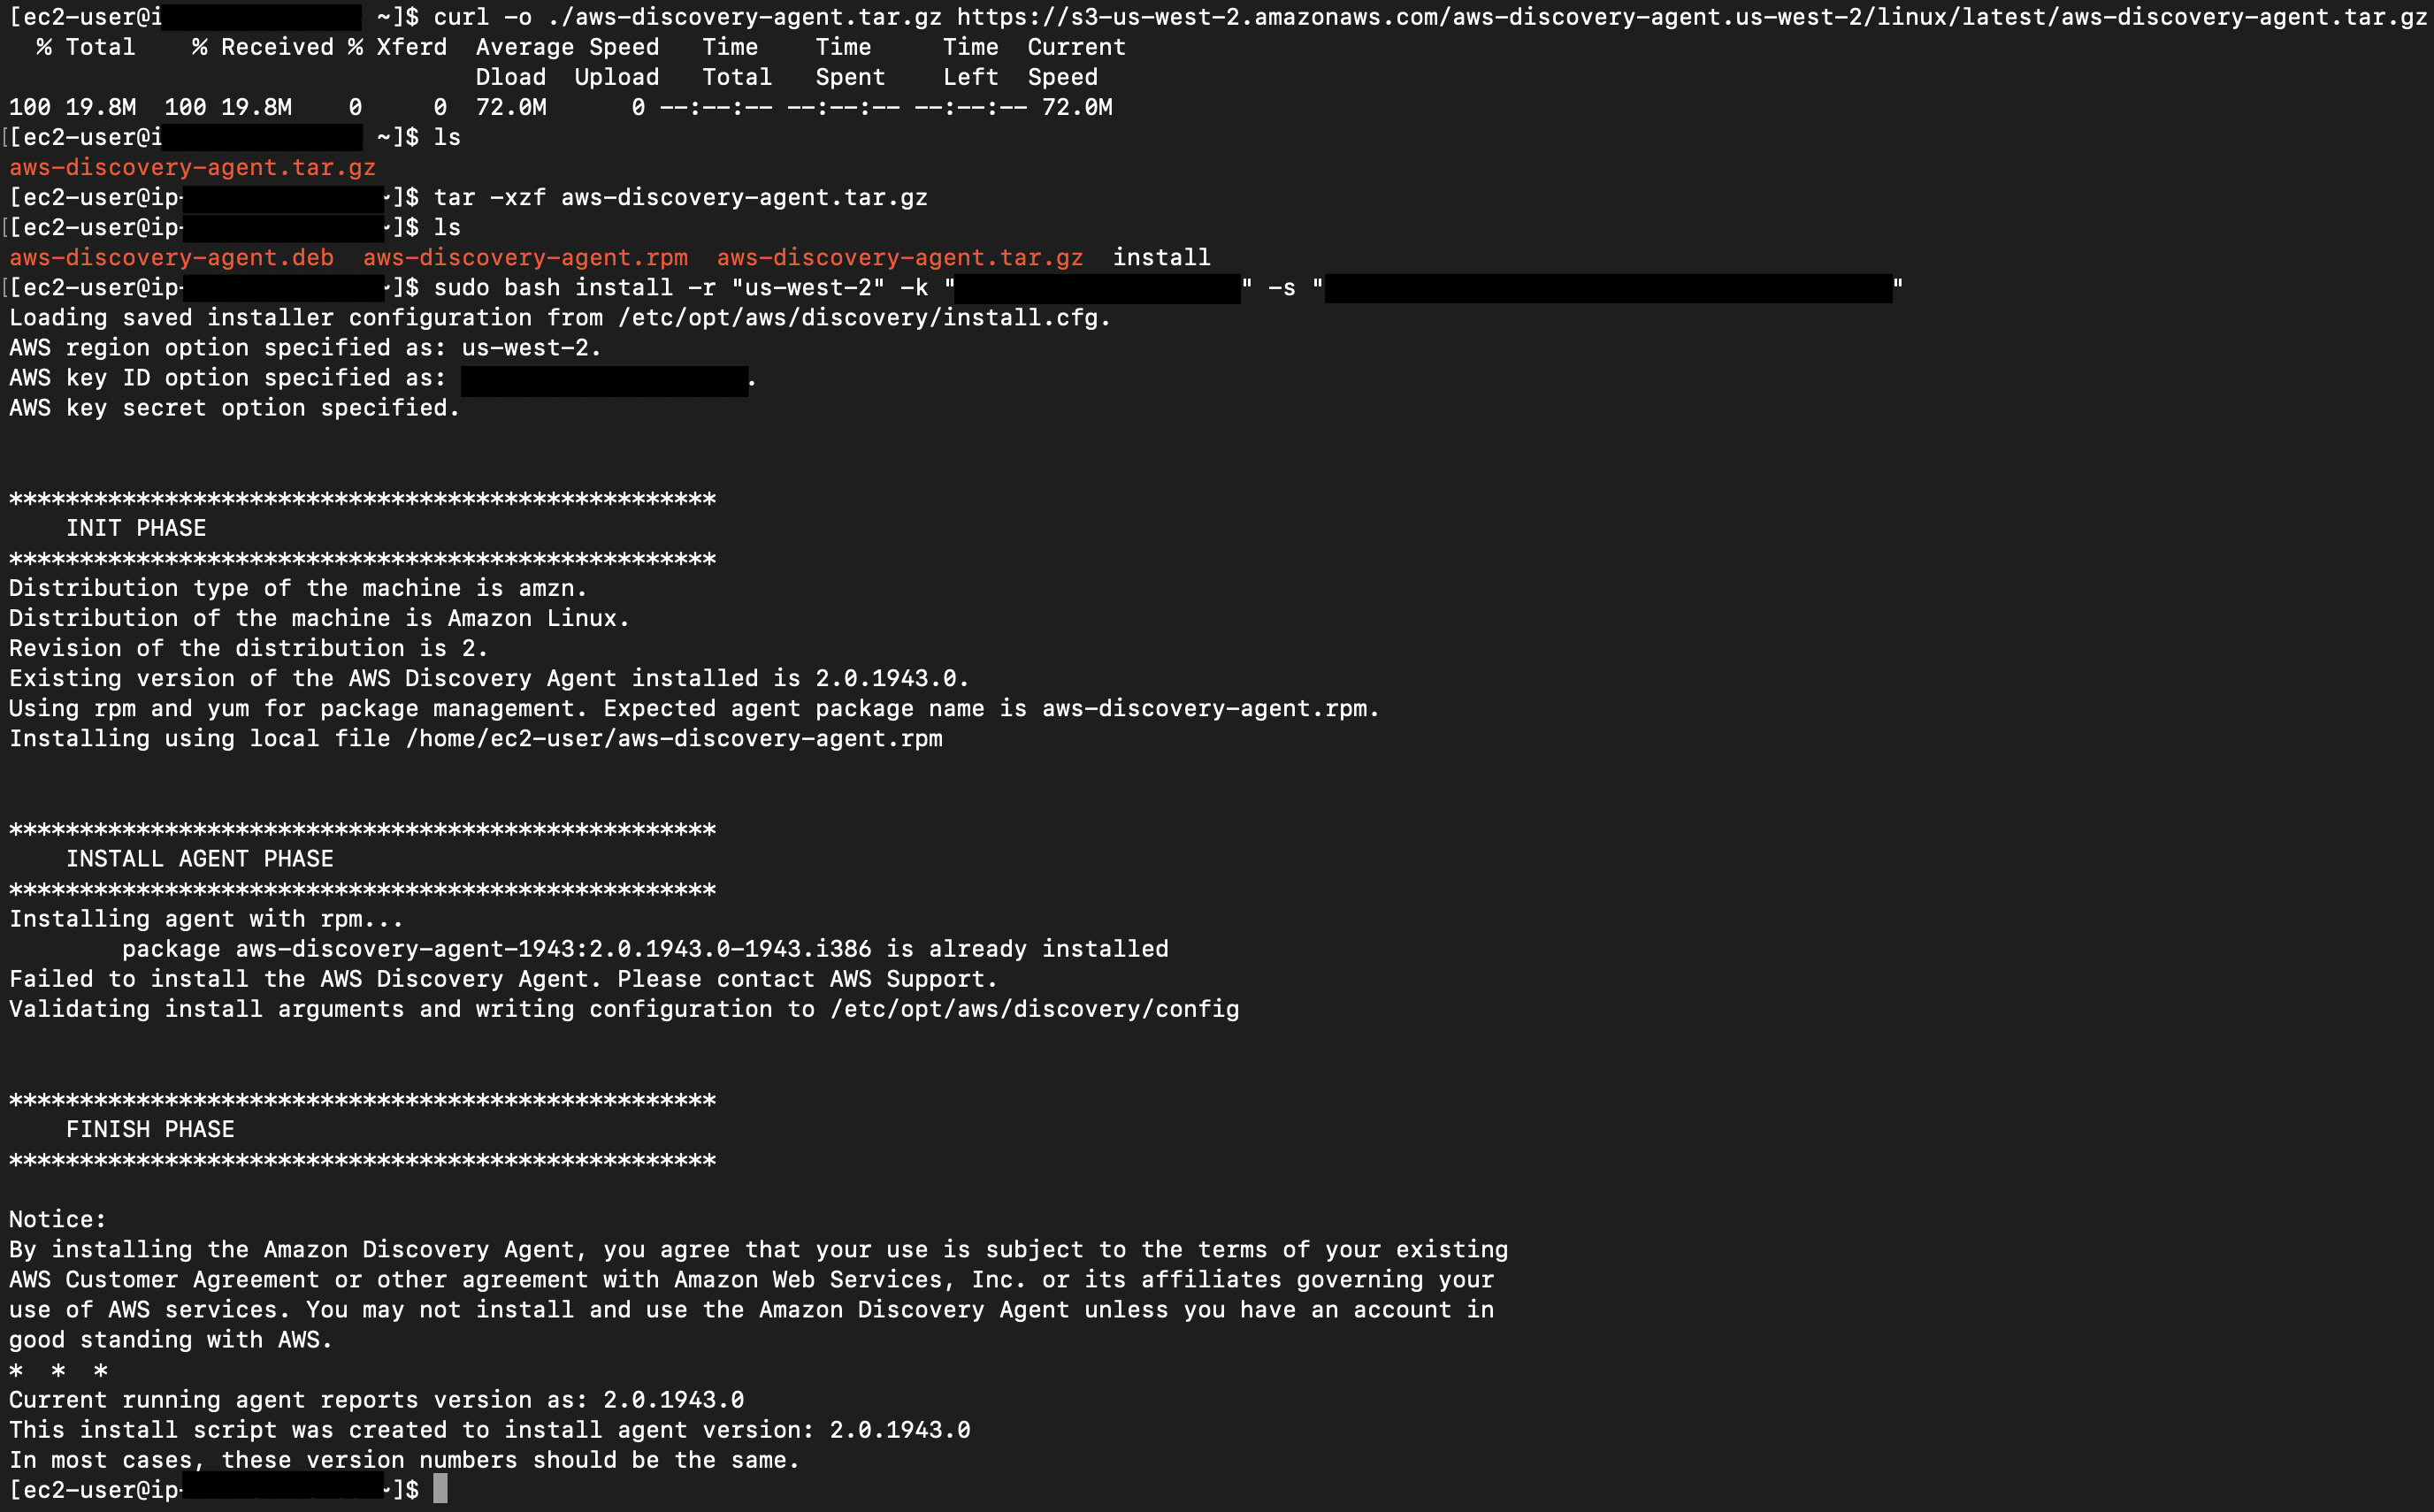 [ec2-user@i ~]$ curl -o ./aws-discovery-agent.tar.gz https://s3-us-west-2.amazonaws.com/aws-discovery-agent.us-west-2/linux/latest/aws-discovery-agent.tar.gz
% Total % Received % Xferd Average Speed Time Time Time Current
Dload Upload Total Spent Left Speed
100 19.8M 100 19.8M 0 0 72.0M 0 --:--:-- --:--:-- --:--:-- 72.0M
[[ec2-user@i ~]$ ls
aws-discovery-agent.tar.gz
[ec2-user@ip- ~]$ tar -xzf aws-discovery-agent.tar.gz
[[ec2-user@ip- ~]$ ls
aws-discovery-agent.deb aws-discovery-agent.rpm aws-discovery-agent.tar.gz install
[[ec2-user@ip- ~]$ sudo bash install -r "us-west-2" -k "" -s ""
Loading saved installer configuration from /etc/opt/aws/discovery/install.cfg.
AWS region option specified as: us-west-2.
AWS key ID option specified as: .
AWS key secret option specified.
**************************************************
INIT PHASE
**************************************************
Distribution type of the machine is amzn.
Distribution of the machine is Amazon Linux.
Revision of the distribution is 2.
Existing version of the AWS Discovery Agent installed is 2.0.1943.0.
Using rpm and yum for package management. Expected agent package name is aws-discovery-agent.rpm.
Installing using local file /home/ec2-user/aws-discovery-agent.rpm
**************************************************
INSTALL AGENT PHASE
**************************************************
Installing agent with rpm...
package aws-discovery-agent-1943:2.0.1943.0-1943.i386 is already installed
Failed to install the AWS Discovery Agent. Please contact AWS Support.
Validating install arguments and writing configuration to /etc/opt/aws/discovery/config
**************************************************
FINISH PHASE
**************************************************
Notice:
By installing the Amazon Discovery Agent, you agree that your use is subject to the terms of your existing
AWS Customer Agreement or other agreement with Amazon Web Services, Inc. or its affiliates governing your
use of AWS services. You may not install and use the Amazon Discovery Agent unless you have an account in
good standing with AWS.
* * *
Current running agent reports version as: 2.0.1943.0
This install script was created to install agent version: 2.0.1943.0
In most cases, these version numbers should be the same.
[ec2-user@ip- ~]$